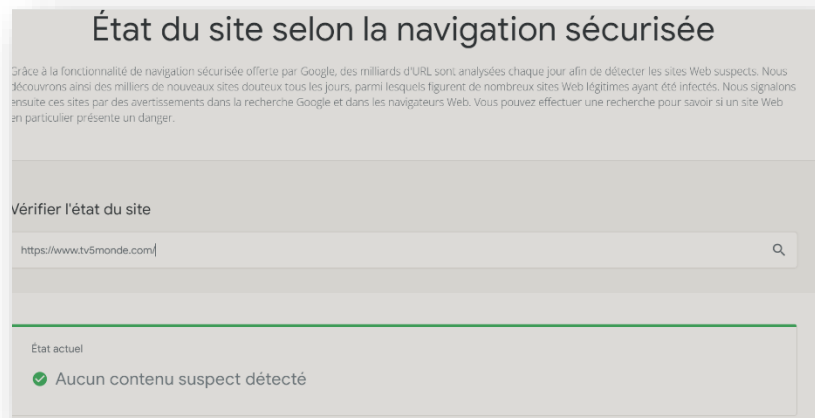 État du site selon la navigation sécurisée
Grâce à la fonctionnalité de navigation sécurisée offerte par Google, des milliards d'URL sont analysées chaque jour afin de détecter les sites Web suspects. Nous
découvrons ainsi des milliers de nouveaux sites douteux tous les jours, parmi lesquels figurent de nombreux sites Web légitimes ayant été infectés. Nous signalons
ensuite ces sites par des avertissements dans la recherche Google et dans les navigateurs Web. Vous pouvez effectuer une recherche pour savoir si un site Web
en particulier présente un danger.
Vérifier l'état du site
https://www.tv5monde.com/
État actuel
Aucun contenu suspect détecté